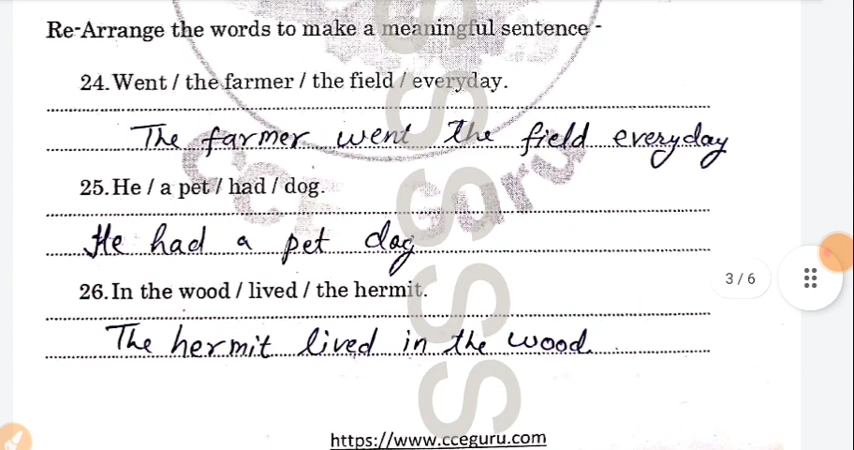 Re-Arrange the words to make a meaningful sentence -
24. Went / the farmer / the field / everyday.
The farmer went the field everyday
25. He / a pet / had / dog.
He had a pet dog
26. In the wood / lived / the hermit.
The hermit lived in the wood.
3 / 6
https://www.cceguru.com